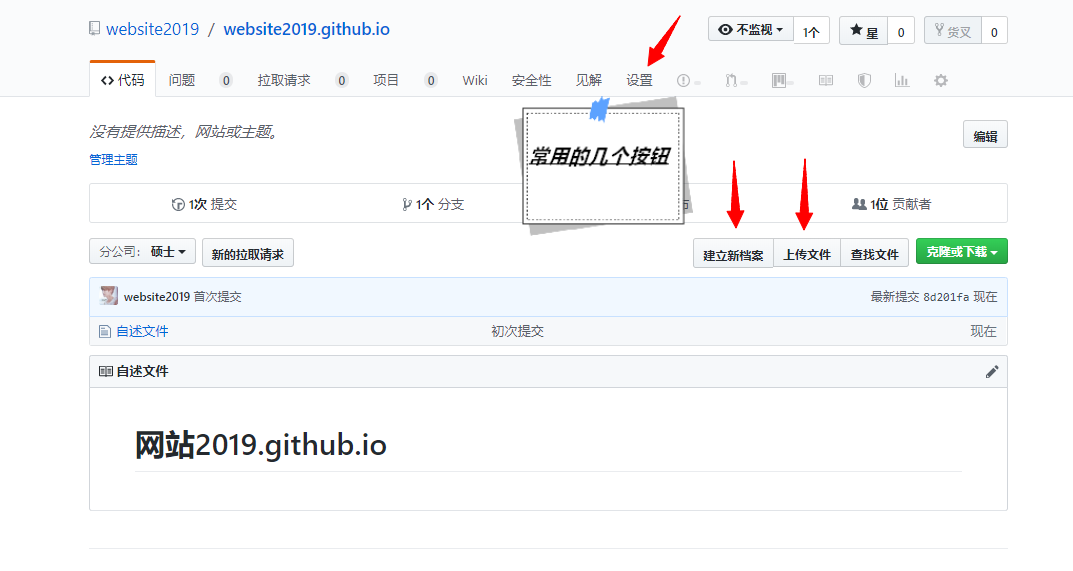 website2019 / website2019.github.io
不监视 1个 星 0 货叉 0
代码 问题 0 拉取请求 0 项目 0 Wiki 安全性 见解 设置
没有提供描述，网站或主题。
编辑
管理主题
常用的几个按钮
1次 提交 1个 分支 1位 贡献者
分公司： 硕士 新的拉取请求 建立新档案 上传文件 查找文件 克隆或下载
website2019 首次提交 最新提交 8d201fa 现在
自述文件 初次提交 现在
自述文件
网站2019.github.io